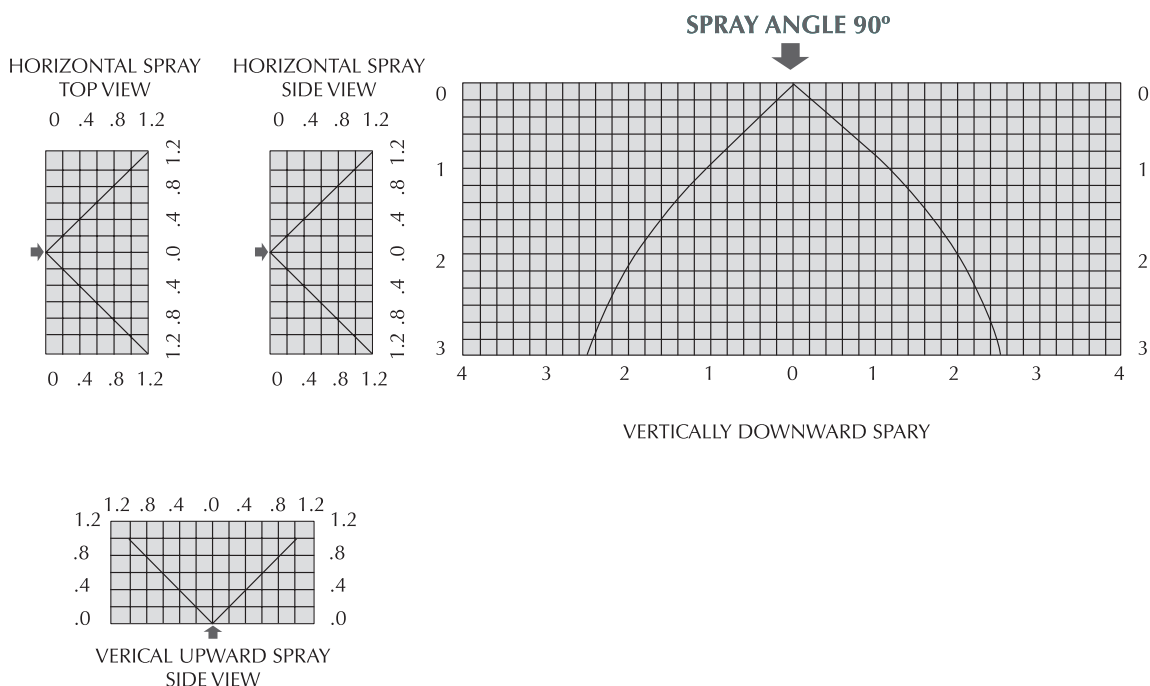 SPRAY ANGLE 90º
HORIZONTAL SPRAY
TOP VIEW
0 .4 .8 1.2
1.2
.8
.4
.0
.4
.8
1.2
0 .4 .8 1.2
HORIZONTAL SPRAY
SIDE VIEW
0 .4 .8 1.2
1.2
.8
.4
.0
.4
.8
1.2
0 .4 .8 1.2
0 0
1 1
2 2
3 3
4 3 2 1 0 1 2 3 4
VERTICALLY DOWNWARD SPARY
1.2 .8 .4 .0 .4 .8 1.2
1.2 1.2
.8 .8
.4 .4
.0 .0
VERICAL UPWARD SPRAY
SIDE VIEW